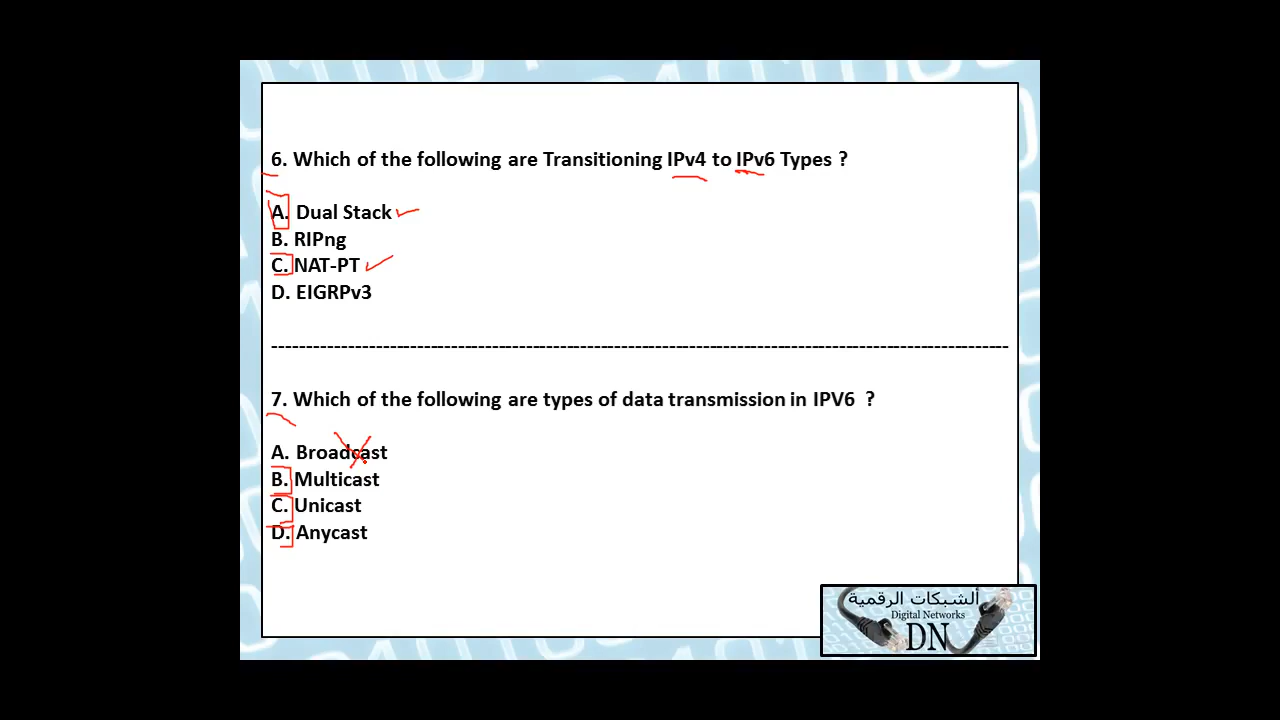 6. Which of the following are Transitioning IPv4 to IPv6 Types ?
A. Dual Stack
B. RIPng
C. NAT-PT
D. EIGRPv3
7. Which of the following are types of data transmission in IPV6 ?
A. Broadcast
B. Multicast
C. Unicast
D. Anycast
ألشبكات الرقمية
Digital Networks
DN